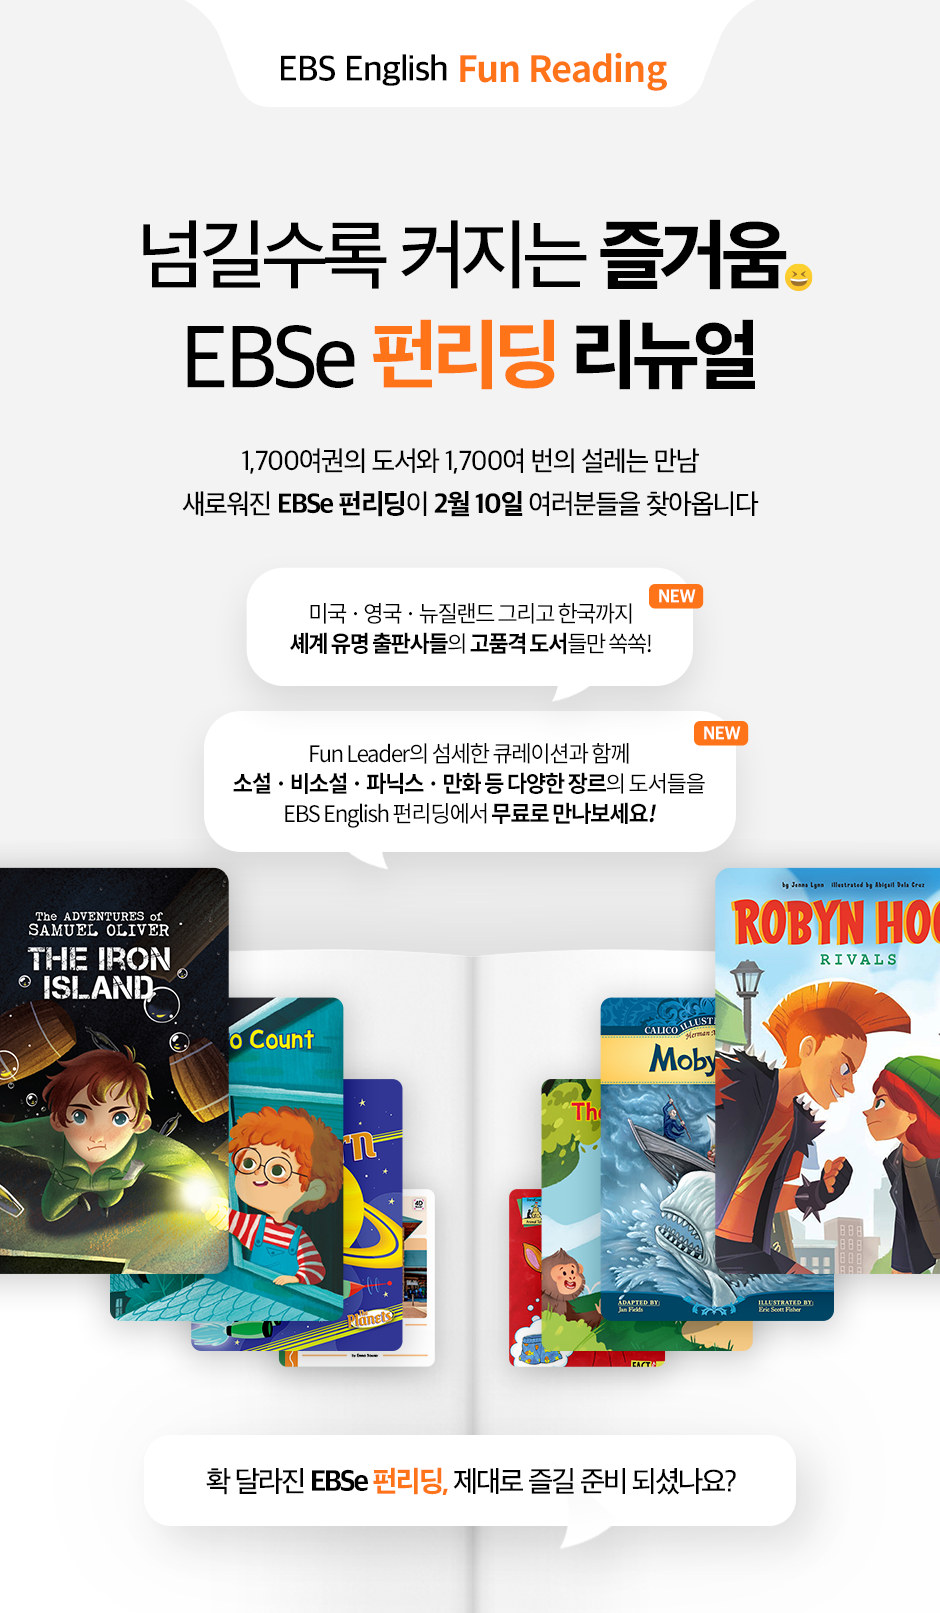 EBS English Fun Reading
넘길수록 커지는 즐거움
EBSe 펀리딩 리뉴얼
1,700여권의 도서와 1,700여 번의 설레는 만남
새로워진 EBSe 펀리딩이 2월 10일 여러분들을 찾아옵니다
NEW
미국 · 영국 · 뉴질랜드 그리고 한국까지
세계 유명 출판사들의 고품격 도서들만 쏙쏙!
NEW
Fun Leader의 섬세한 큐레이션과 함께
소설 · 비소설 · 파닉스 · 만화 등 다양한 장르의 도서들을
EBS English 펀리딩에서 무료로 만나보세요!
The ADVENTURES of
SAMUEL OLIVER
THE IRON
ISLAND
o Count
rn
the Planets
4D
by Jenna Lynn illustrated by Abigail Dela Cruz
ROBYN HOO
RIVALS
CALICO ILLUST
Herman
Moby
ADAPTED BY:
Jan Fields
ILLUSTRATED BY:
Eric Scott Fisher
Th
FACT
확 달라진 EBSe 펀리딩, 제대로 즐길 준비 되셨나요?